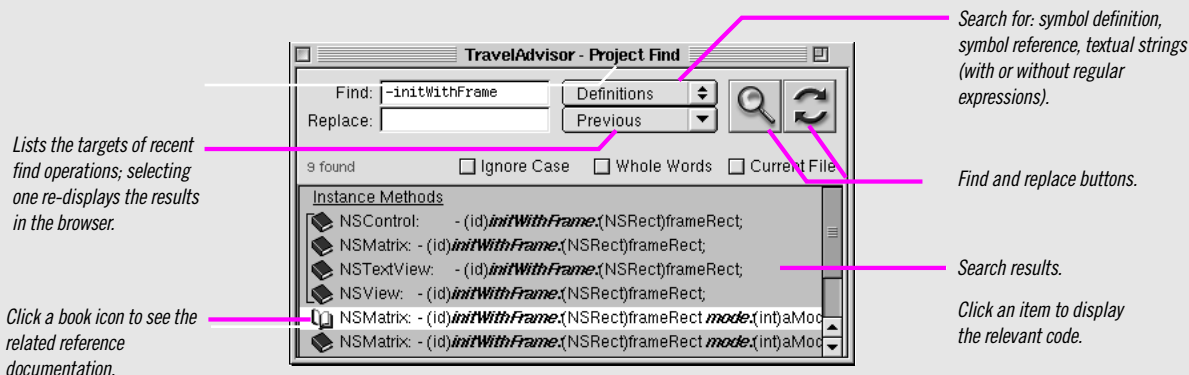 Search for: symbol definition,
symbol reference, textual strings
(with or without regular
expressions).
TravelAdvisor - Project Find
Find: -initWithFrame Definitions
Replace: Previous
Lists the targets of recent
find operations; selecting
one re-displays the results
in the browser.
9 found Ignore Case Whole Words Current File
Find and replace buttons.
Instance Methods
NSControl: - (id)initWithFrame:(NSRect)frameRect;
NSMatrix: - (id)initWithFrame:(NSRect)frameRect;
NSTextView: - (id)initWithFrame:(NSRect)frameRect;
NSView: - (id)initWithFrame:(NSRect)frameRect;
NSMatrix: - (id)initWithFrame:(NSRect)frameRect mode:(int)aMod
NSMatrix: - (id)initWithFrame:(NSRect)frameRect mode:(int)aMod
Search results.
Click an item to display
the relevant code.
Click a book icon to see the
related reference
documentation.